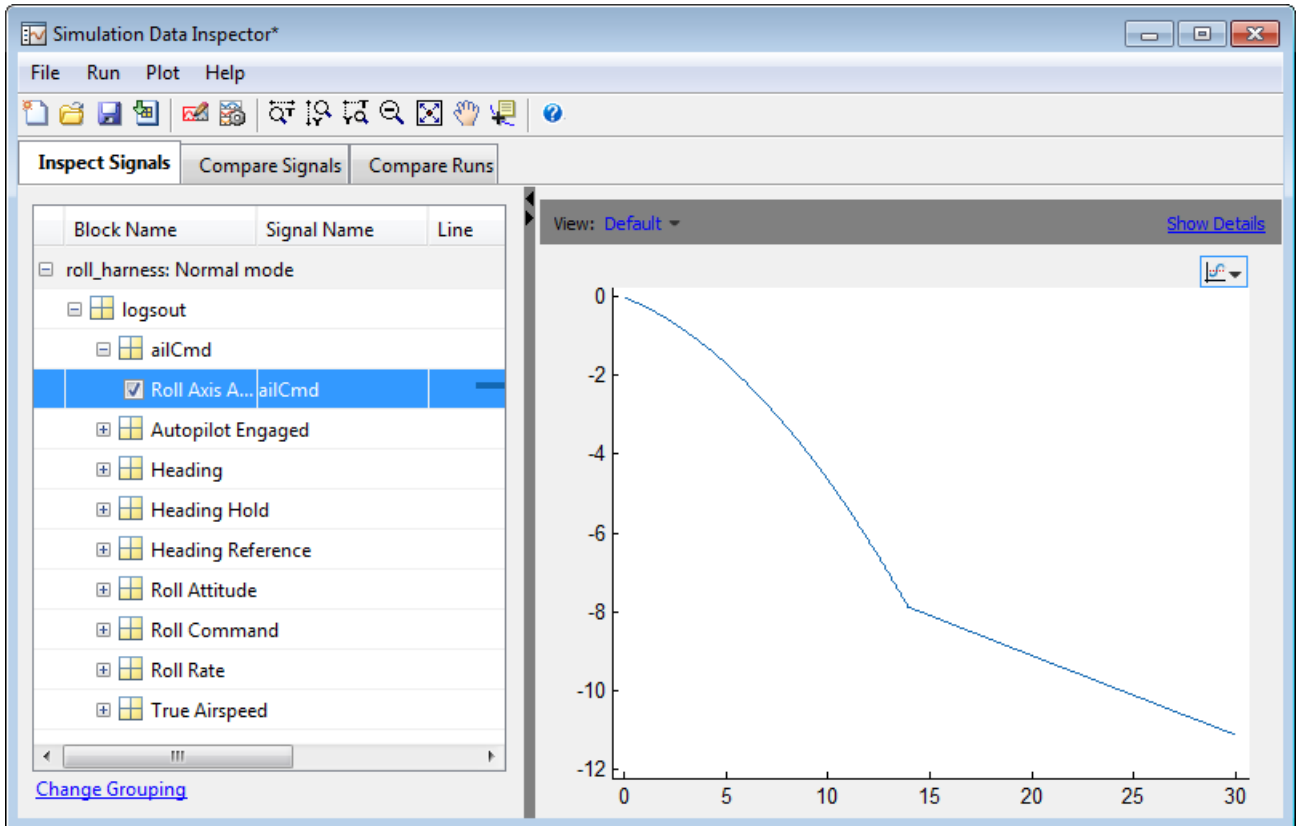 Simulation Data Inspector*
File Run Plot Help
Inspect Signals Compare Signals Compare Runs
Block Name Signal Name Line
roll_harness: Normal mode
logsout
ailCmd
Roll Axis A... ailCmd
Autopilot Engaged
Heading
Heading Hold
Heading Reference
Roll Attitude
Roll Command
Roll Rate
True Airspeed
Change Grouping
View: Default Show Details
0
-2
-4
-6
-8
-10
-12
0 5 10 15 20 25 30